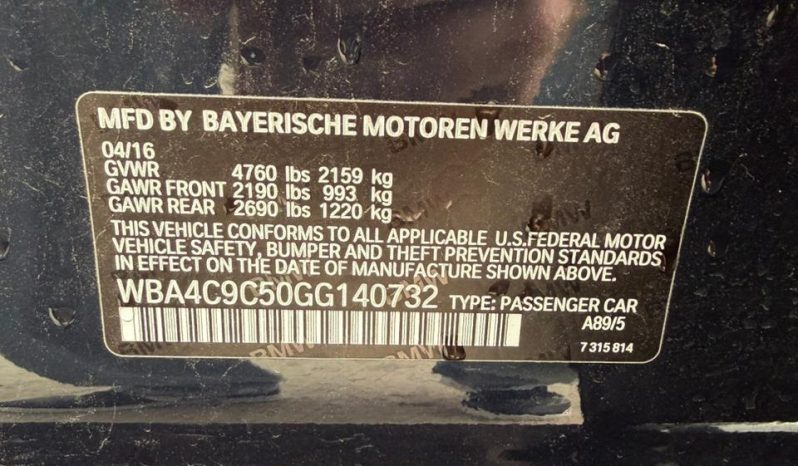 MFD BY BAYERISCHE MOTOREN WERKE AG
04/16
GVWR 4760 lbs 2159 kg
GAWR FRONT 2190 lbs 993 kg
GAWR REAR 2690 lbs 1220 kg
THIS VEHICLE CONFORMS TO ALL APPLICABLE U.S.FEDERAL MOTOR
VEHICLE SAFETY, BUMPER AND THEFT PREVENTION STANDARDS
IN EFFECT ON THE DATE OF MANUFACTURE SHOWN ABOVE.
WBA4C9C50GG140732 TYPE: PASSENGER CAR
A89/5
7 315 814